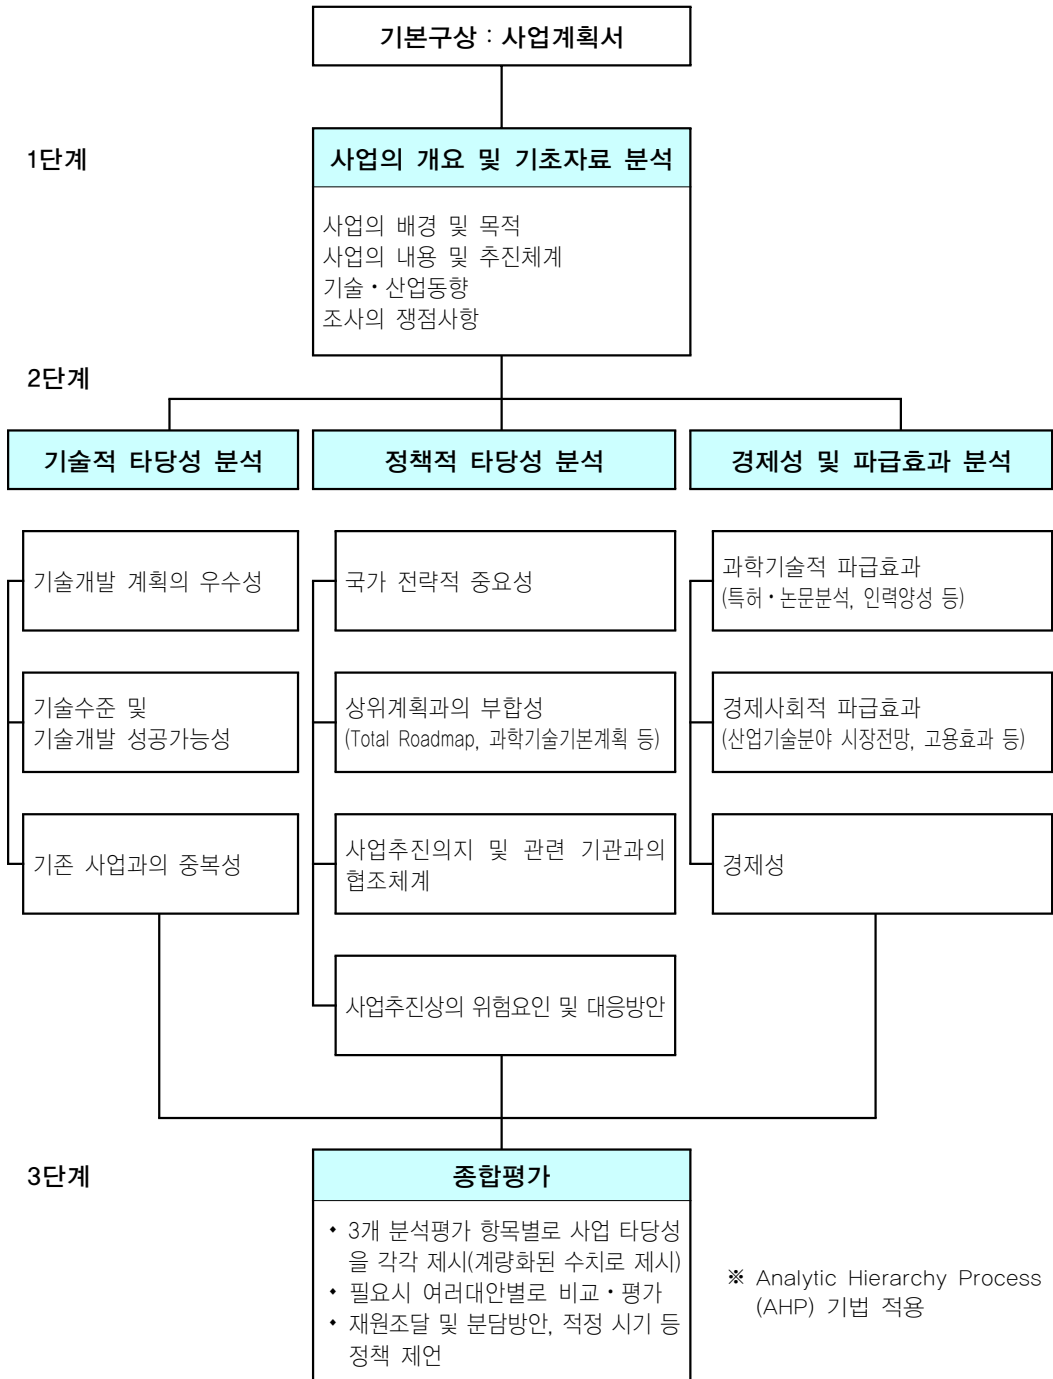 기본구상 : 사업계획서
1단계
사업의 개요 및 기초자료 분석
사업의 배경 및 목적
사업의 내용 및 추진체계
기술・산업동향
조사의 쟁점사항
2단계
기술적 타당성 분석
정책적 타당성 분석
경제성 및 파급효과 분석
기술개발 계획의 우수성
기술수준 및
기술개발 성공가능성
기존 사업과의 중복성
국가 전략적 중요성
상위계획과의 부합성
(Total Roadmap, 과학기술기본계획 등)
사업추진의지 및 관련 기관과의
협조체계
사업추진상의 위험요인 및 대응방안
과학기술적 파급효과
(특허・논문분석, 인력양성 등)
경제사회적 파급효과
(산업기술분야 시장전망, 고용효과 등)
경제성
3단계
종합평가
• 3개 분석평가 항목별로 사업 타당성
을 각각 제시(계량화된 수치로 제시)
• 필요시 여러대안별로 비교・평가
• 재원조달 및 분담방안, 적정 시기 등
정책 제언
※ Analytic Hierarchy Process
(AHP) 기법 적용